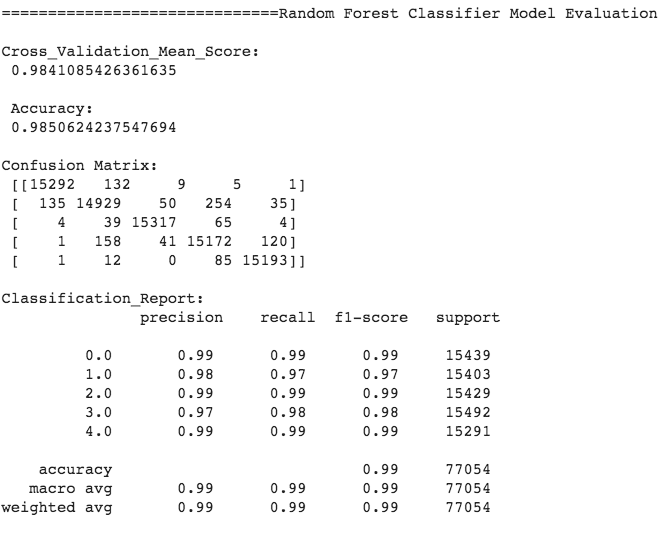 ==============================Random Forest Classifier Model Evaluation
Cross_Validation_Mean_Score:
0.9841085426361635
Accuracy:
0.9850624237547694
Confusion Matrix:
[[15292 132 9 5 1]
[ 135 14929 50 254 35]
[ 4 39 15317 65 4]
[ 1 158 41 15172 120]
[ 1 12 0 85 15193]]
Classification_Report:
precision recall f1-score support
0.0 0.99 0.99 0.99 15439
1.0 0.98 0.97 0.97 15403
2.0 0.99 0.99 0.99 15429
3.0 0.97 0.98 0.98 15492
4.0 0.99 0.99 0.99 15291
accuracy 0.99 77054
macro avg 0.99 0.99 0.99 77054
weighted avg 0.99 0.99 0.99 77054